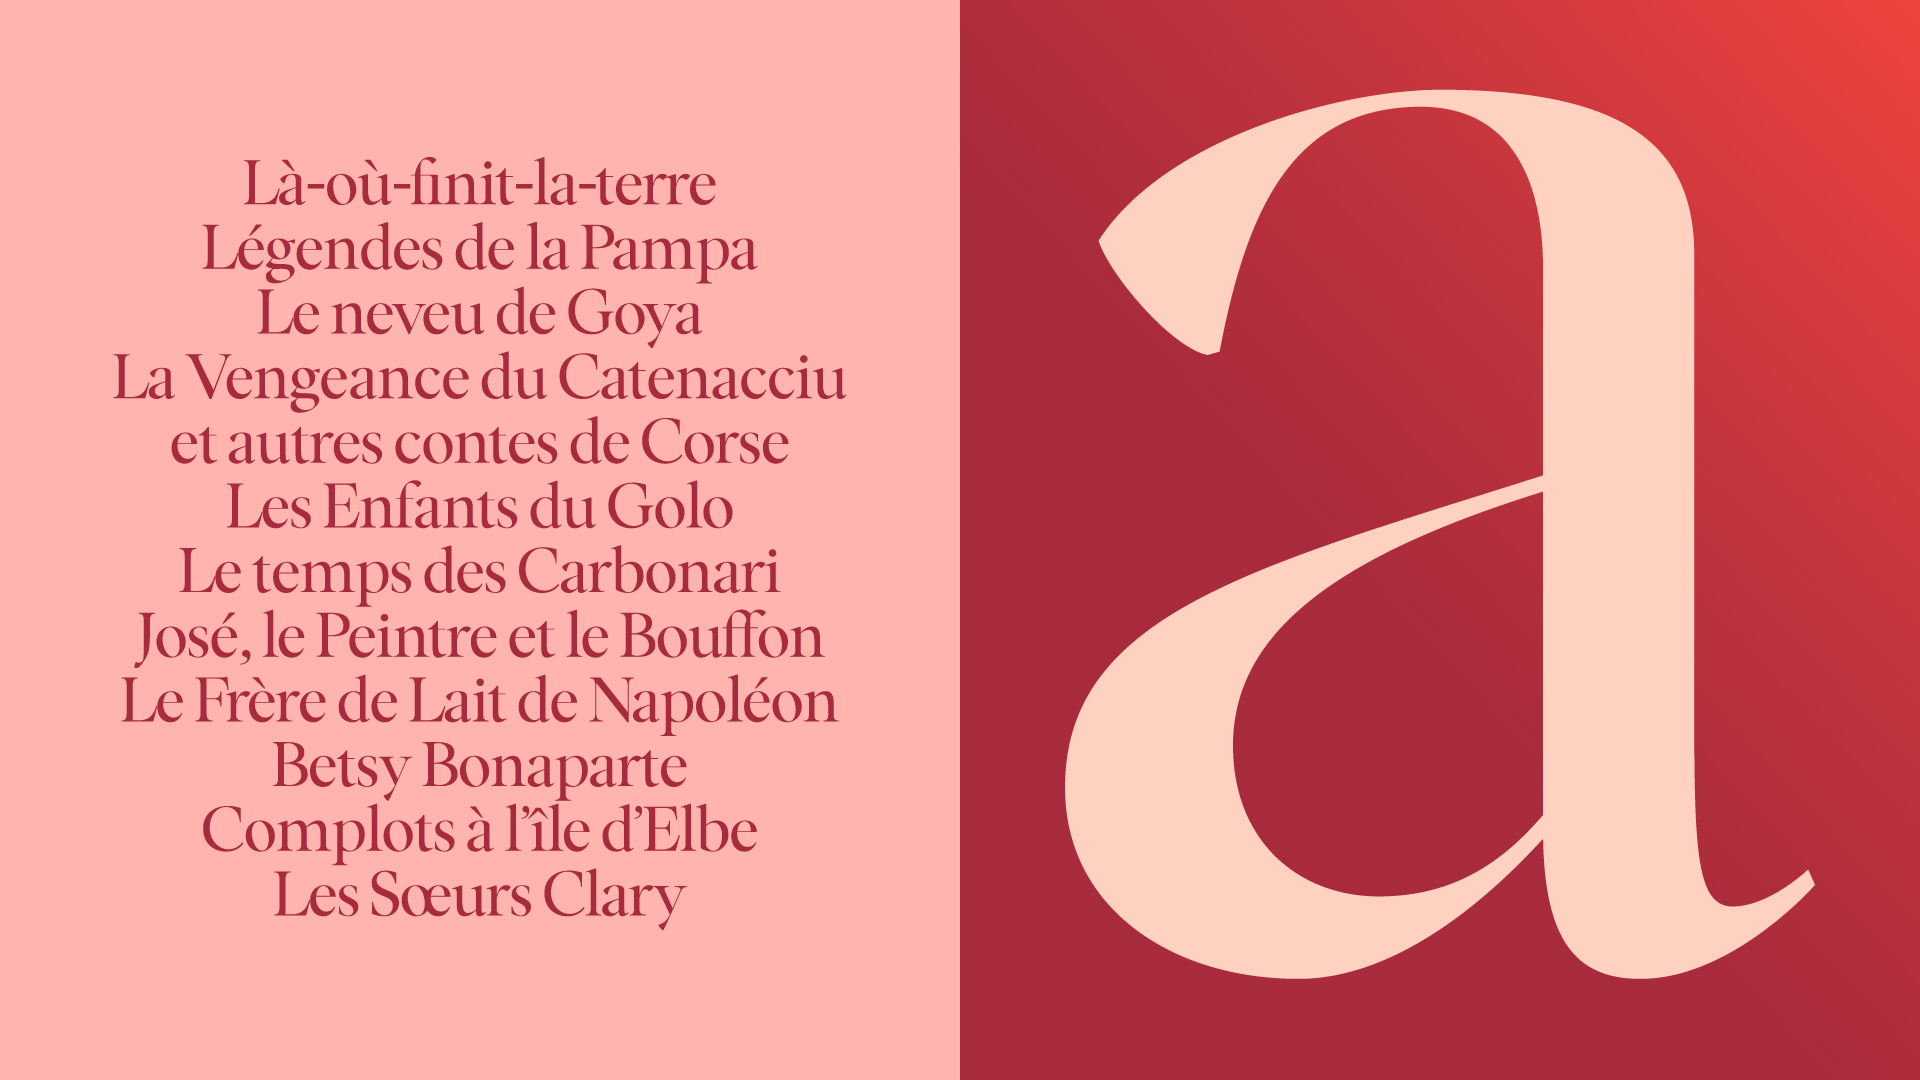 Là-où-finit-la-terre
Légendes de la Pampa
Le neveu de Goya
La Vengeance du Catenacciu
et autres contes de Corse
Les Enfants du Golo
Le temps des Carbonari
José, le Peintre et le Bouffon
Le Frère de Lait de Napoléon
Betsy Bonaparte
Complots à l’île d’Elbe
Les Sœurs Clary
a